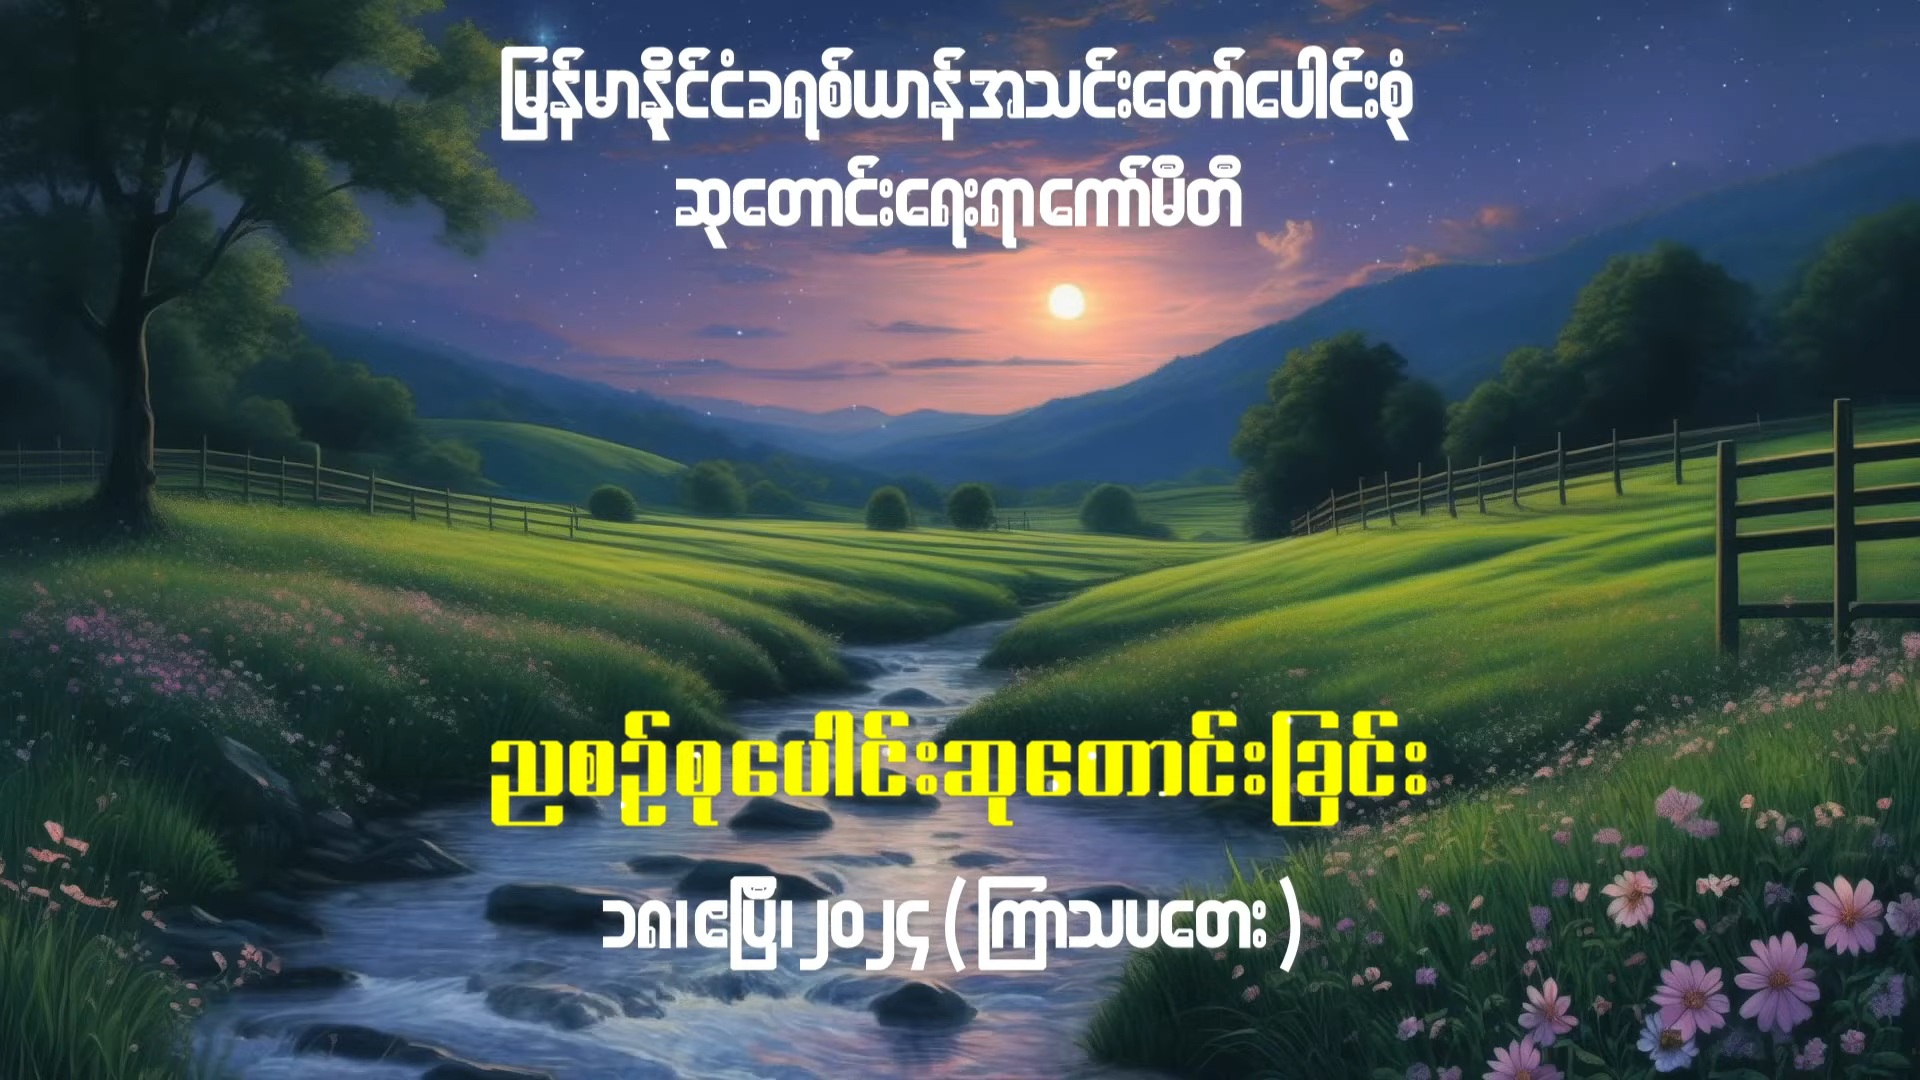 မြန်မာနိုင်ငံခရစ်ယာန်အသင်းတော်ပေါင်းစုံ
ဆုတောင်းရေးရာကော်မီတီ
ညစဉ်စုပေါင်းဆုတောင်းခြင်း
၁၈၊ဧပြီ၊ ၂၀၂၄ ( ကြာသပတေး )